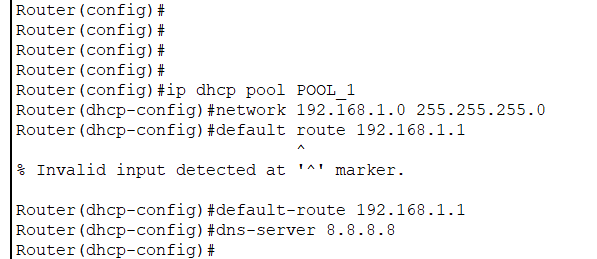 Router(config)#
Router(config)#
Router(config)#
Router(config)#
Router(config)#ip dhcp pool POOL_1
Router(dhcp-config)#network 192.168.1.0 255.255.255.0
Router(dhcp-config)#default route 192.168.1.1
^
% Invalid input detected at '^' marker.
Router(dhcp-config)#default-route 192.168.1.1
Router(dhcp-config)#dns-server 8.8.8.8
Router(dhcp-config)#